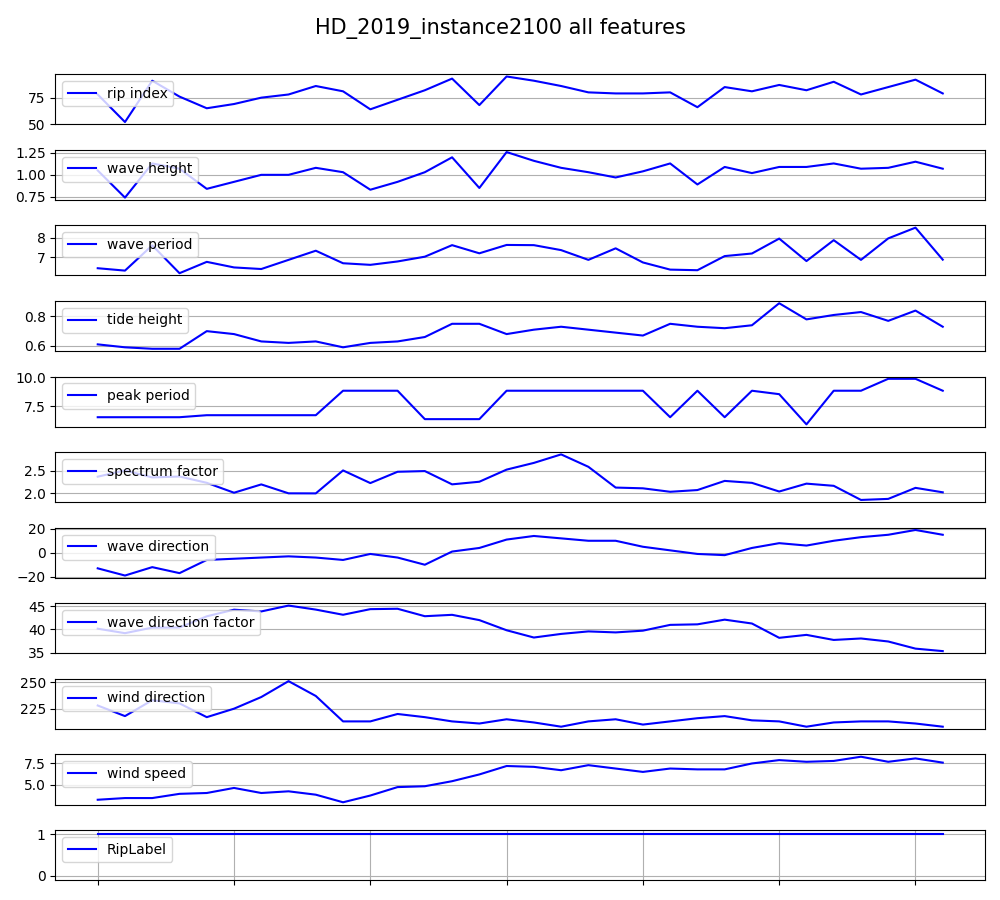 HD_2019_instance2100 all features
75
50
rip index
1.25
1.00
0.75
wave height
8
7
wave period
0.8
0.6
tide height
10.0
7.5
peak period
2.5
2.0
spectrum factor
20
0
−20
wave direction
45
40
35
wave direction factor
250
225
wind direction
7.5
5.0
wind speed
1
0
RipLabel